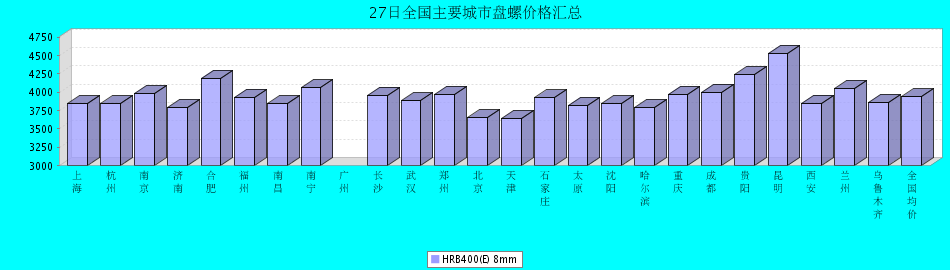 27日全国主要城市盘螺价格汇总
4750
4500
4250
4000
3750
3500
3250
3000
上海
杭州
南京
济南
合肥
福州
南昌
南宁
广州
长沙
武汉
郑州
北京
天津
石家庄
太原
沈阳
哈尔滨
重庆
成都
贵阳
昆明
西安
兰州
乌鲁木齐
全国均价
HRB400(E) 8mm